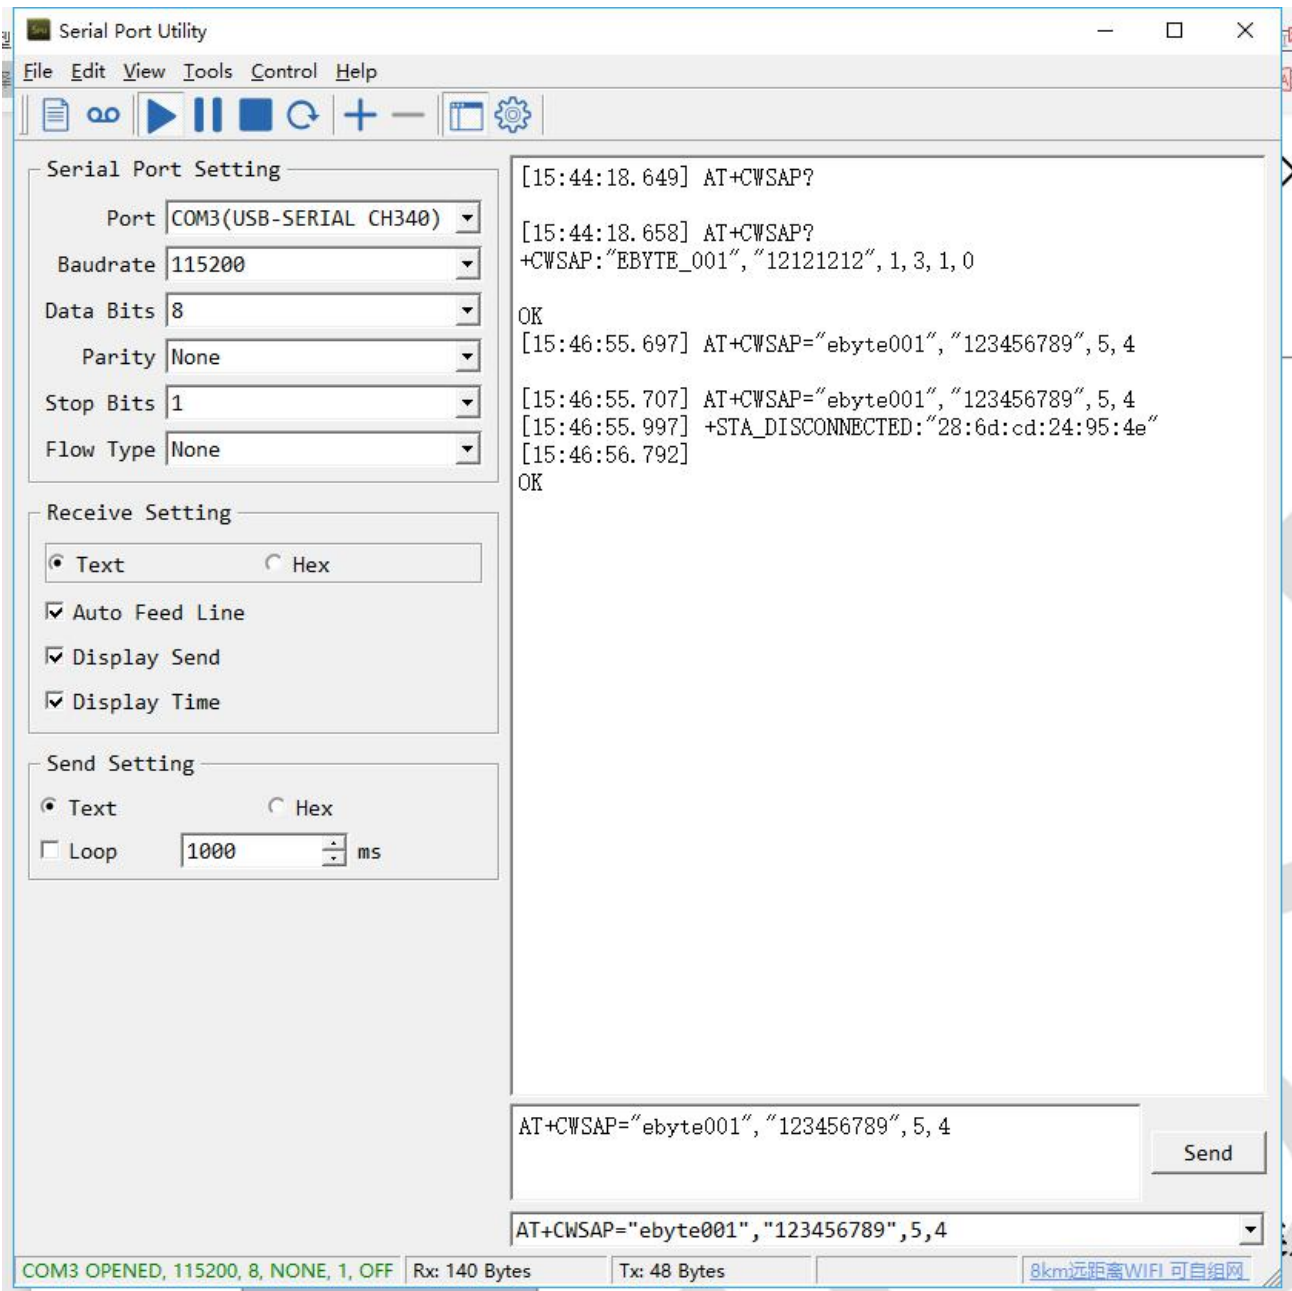 Serial Port Utility
File Edit View Tools Control Help
Serial Port Setting
Port COM3(USB-SERIAL CH340)
Baudrate 115200
Data Bits 8
Parity None
Stop Bits 1
Flow Type None
Receive Setting
Text Hex
Auto Feed Line
Display Send
Display Time
Send Setting
Text Hex
Loop 1000 ms
[15:44:18.649] AT+CWSAP?
[15:44:18.658] AT+CWSAP?
+CWSAP:"EBYTE_001","12121212",1,3,1,0
OK
[15:46:55.697] AT+CWSAP="ebyte001","123456789",5,4
[15:46:55.707] AT+CWSAP="ebyte001","123456789",5,4
[15:46:55.997] +STA_DISCONNECTED:"28:6d:cd:24:95:4e"
[15:46:56.792]
OK
AT+CWSAP="ebyte001","123456789",5,4
Send
AT+CWSAP="ebyte001","123456789",5,4
COM3 OPENED, 115200, 8, NONE, 1, OFF Rx: 140 Bytes Tx: 48 Bytes 8km远距离WIFI 可自组网